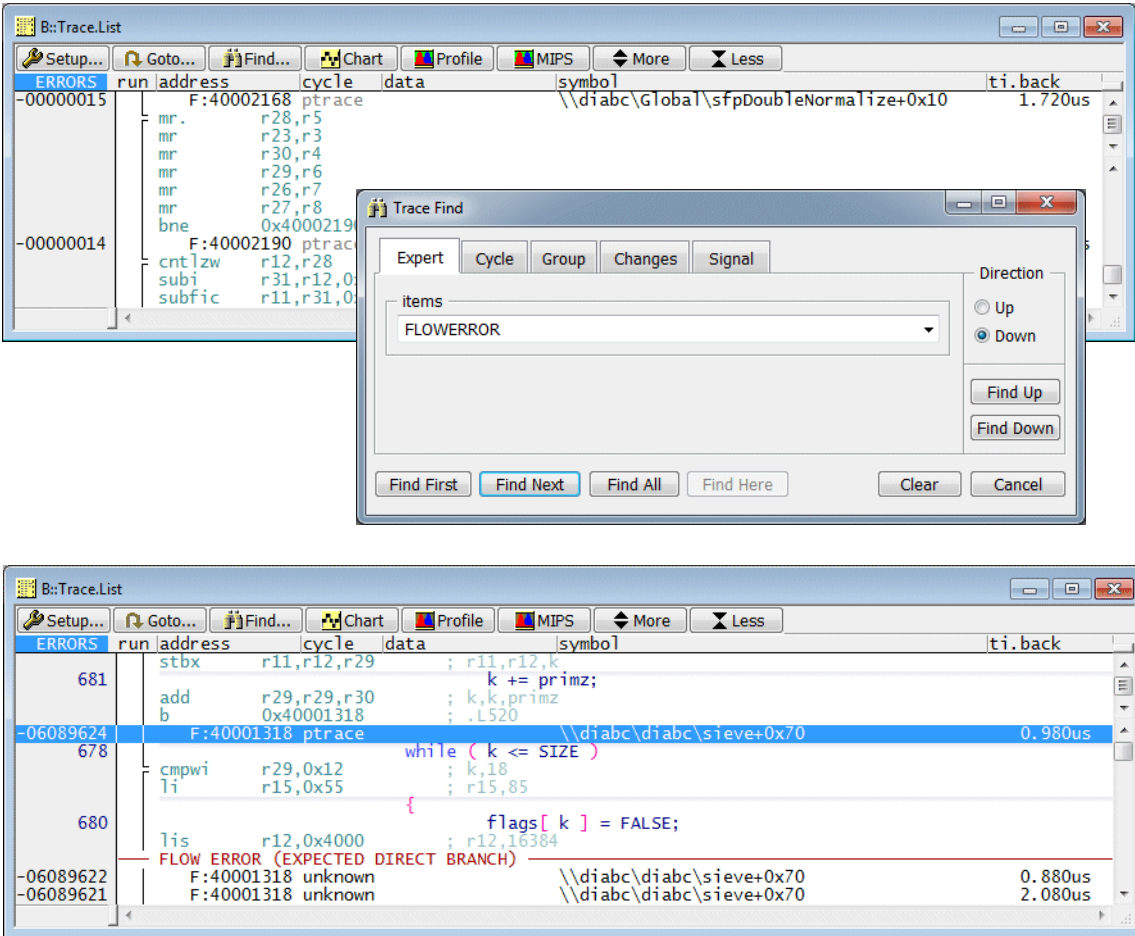 B::Trace.List
Setup... Goto... Find... Chart Profile MIPS More Less
ERRORS run address cycle data symbol ti.back
-00000015 F:40002168 ptrace \\diabc\Global\sfpDoubleNormalize+0x10 1.720us
mr. r28,r5
mr r23,r3
mr r30,r4
mr r29,r6
mr r26,r7
mr r27,r8
bne 0x40002190
-00000014 F:40002190 ptrac
cntlzw r12,r28
subi r31,r12,0
subfic r11,r31,0
Trace Find
Expert Cycle Group Changes Signal
Direction
items
Up
FLOWERROR
Down
Find Up
Find Down
Find First Find Next Find All Find Here Clear Cancel
B::Trace.List
Setup... Goto... Find... Chart Profile MIPS More Less
ERRORS run address cycle data symbol ti.back
stbx r11,r12,r29 ; r11,r12,k
681 k += primz;
add r29,r29,r30 ; k,k,primz
b 0x40001318 ; .L520
-06089624 F:40001318 ptrace \\diabc\diabc\sieve+0x70 0.980us
678 while ( k <= SIZE )
cmpwi r29,0x12 ; k,18
li r15,0x55 ; r15,85
{
680 flags[ k ] = FALSE;
lis r12,0x4000 ; r12,16384
FLOW ERROR (EXPECTED DIRECT BRANCH)
-06089622 F:40001318 unknown \\diabc\diabc\sieve+0x70 0.880us
-06089621 F:40001318 unknown \\diabc\diabc\sieve+0x70 2.080us